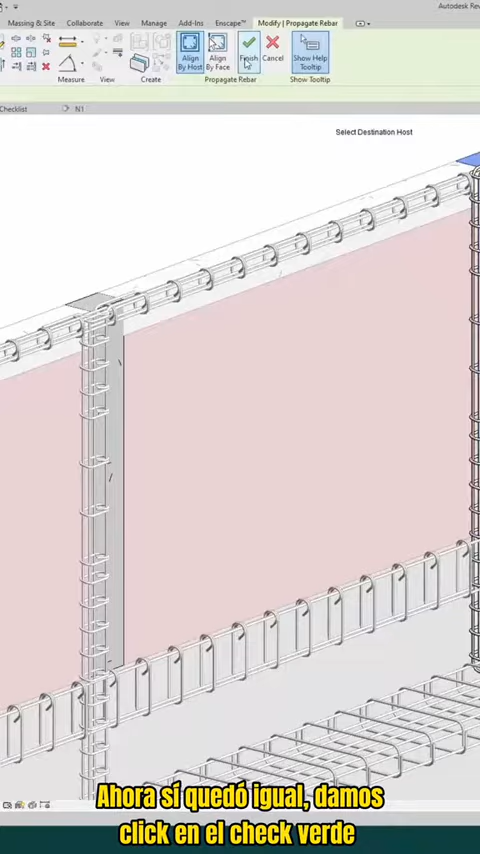 Autodesk Rev
Massing & Site Collaborate View Manage Add-Ins Enscape™ Modify | Propagate Rebar
Align By Host
Align By Face
Finish
Cancel
Show Help Tooltip
Measure View Create Propagate Rebar Show Tooltip
Checklist N1
Select Destination Host
Ahora sí quedó igual, damos
click en el check verde